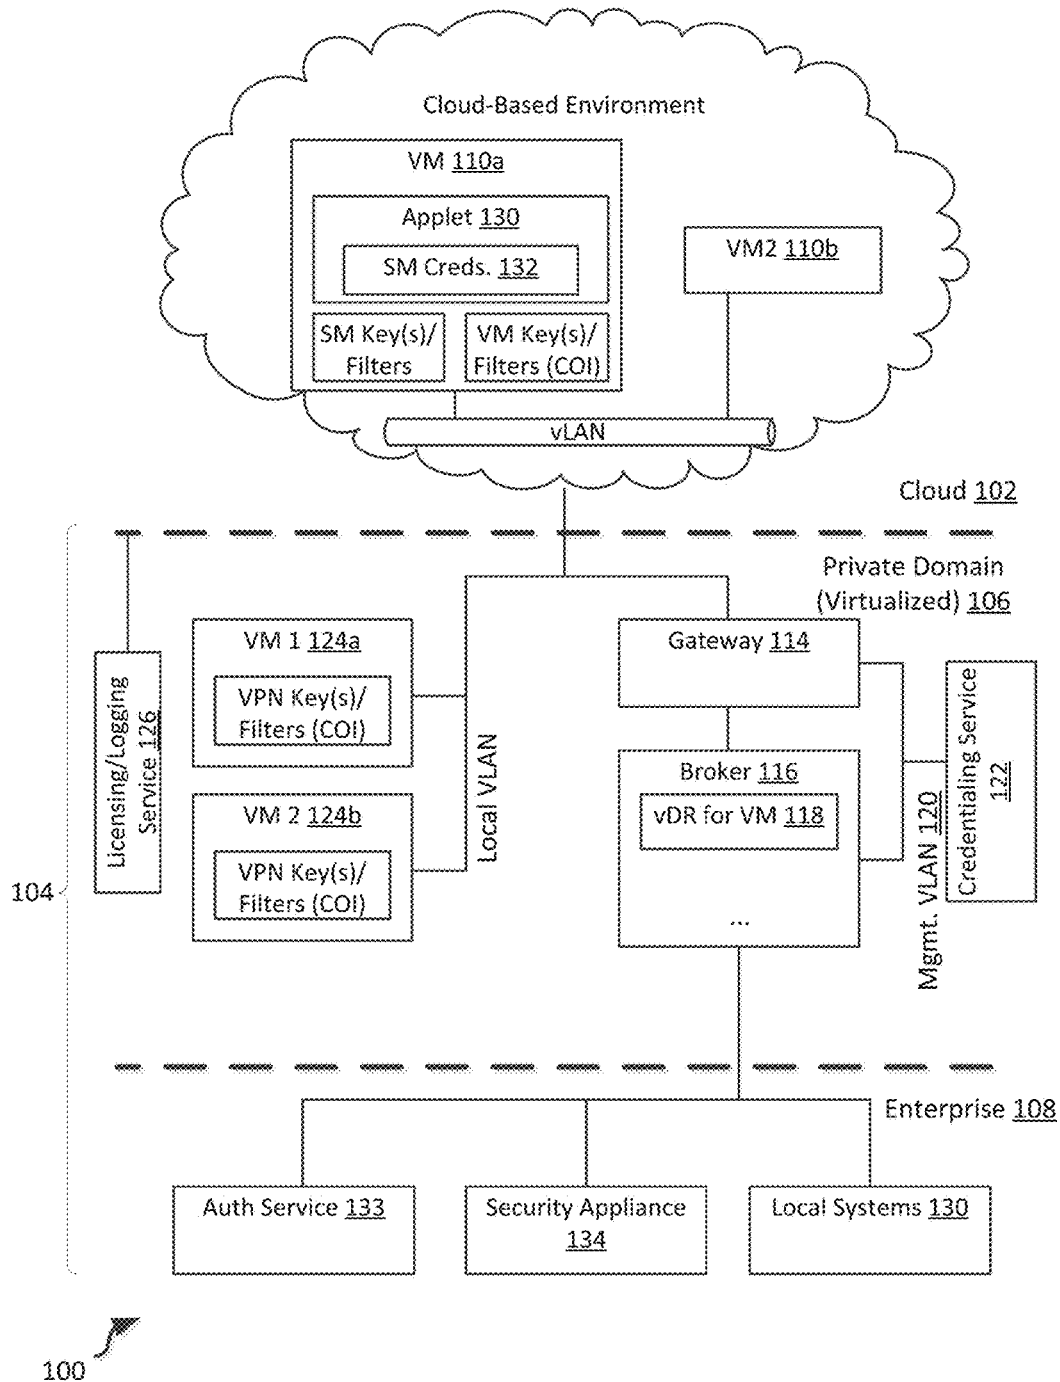 Cloud-Based Environment
VM 110a
Applet 130
SM Creds. 132
SM Key(s)/
Filters
VM Key(s)/
Filters (COI)
VM2 110b
vLAN
Cloud 102
Private Domain
(Virtualized) 106
Licensing/Logging
Service 126
VM 1 124a
VPN Key(s)/
Filters (COI)
VM 2 124b
VPN Key(s)/
Filters (COI)
Local VLAN
Gateway 114
Broker 116
vDR for VM 118
...
Mgmt. VLAN 120
Credentialing Service
122
104
Enterprise 108
Auth Service 133
Security Appliance
134
Local Systems 130
100